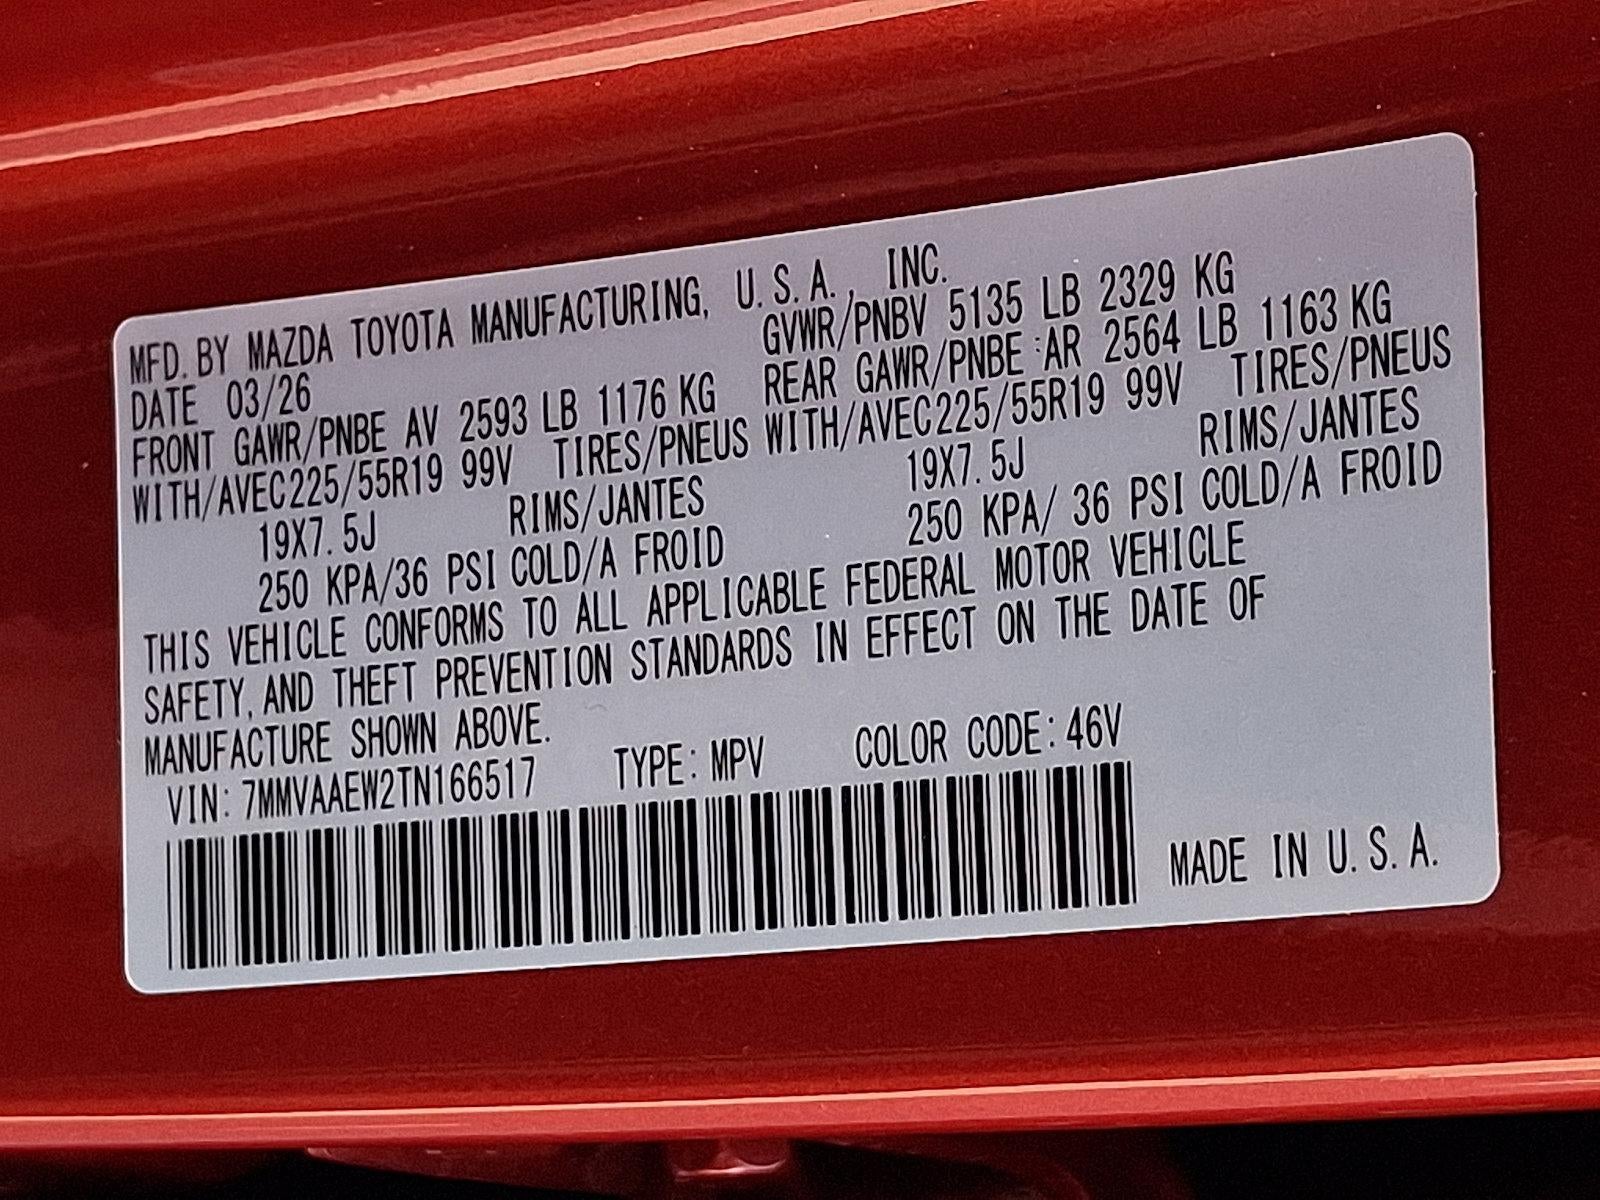 MFD. BY MAZDA TOYOTA MANUFACTURING, U.S.A., INC.
DATE 03/26 GVWR/PNBV 5135 LB 2329 KG
FRONT GAWR/PNBE AV 2593 LB 1176 KG REAR GAWR/PNBE AR 2564 LB 1163 KG
WITH/AVEC225/55R19 99V TIRES/PNEUS WITH/AVEC225/55R19 99V TIRES/PNEUS
19X7.5J RIMS/JANTES 19X7.5J RIMS/JANTES
250 KPA/36 PSI COLD/A FROID 250 KPA/ 36 PSI COLD/A FROID
THIS VEHICLE CONFORMS TO ALL APPLICABLE FEDERAL MOTOR VEHICLE
SAFETY, AND THEFT PREVENTION STANDARDS IN EFFECT ON THE DATE OF
MANUFACTURE SHOWN ABOVE.
VIN: 7MMVAAEW2TN166517 TYPE: MPV COLOR CODE: 46V
MADE IN U.S.A.